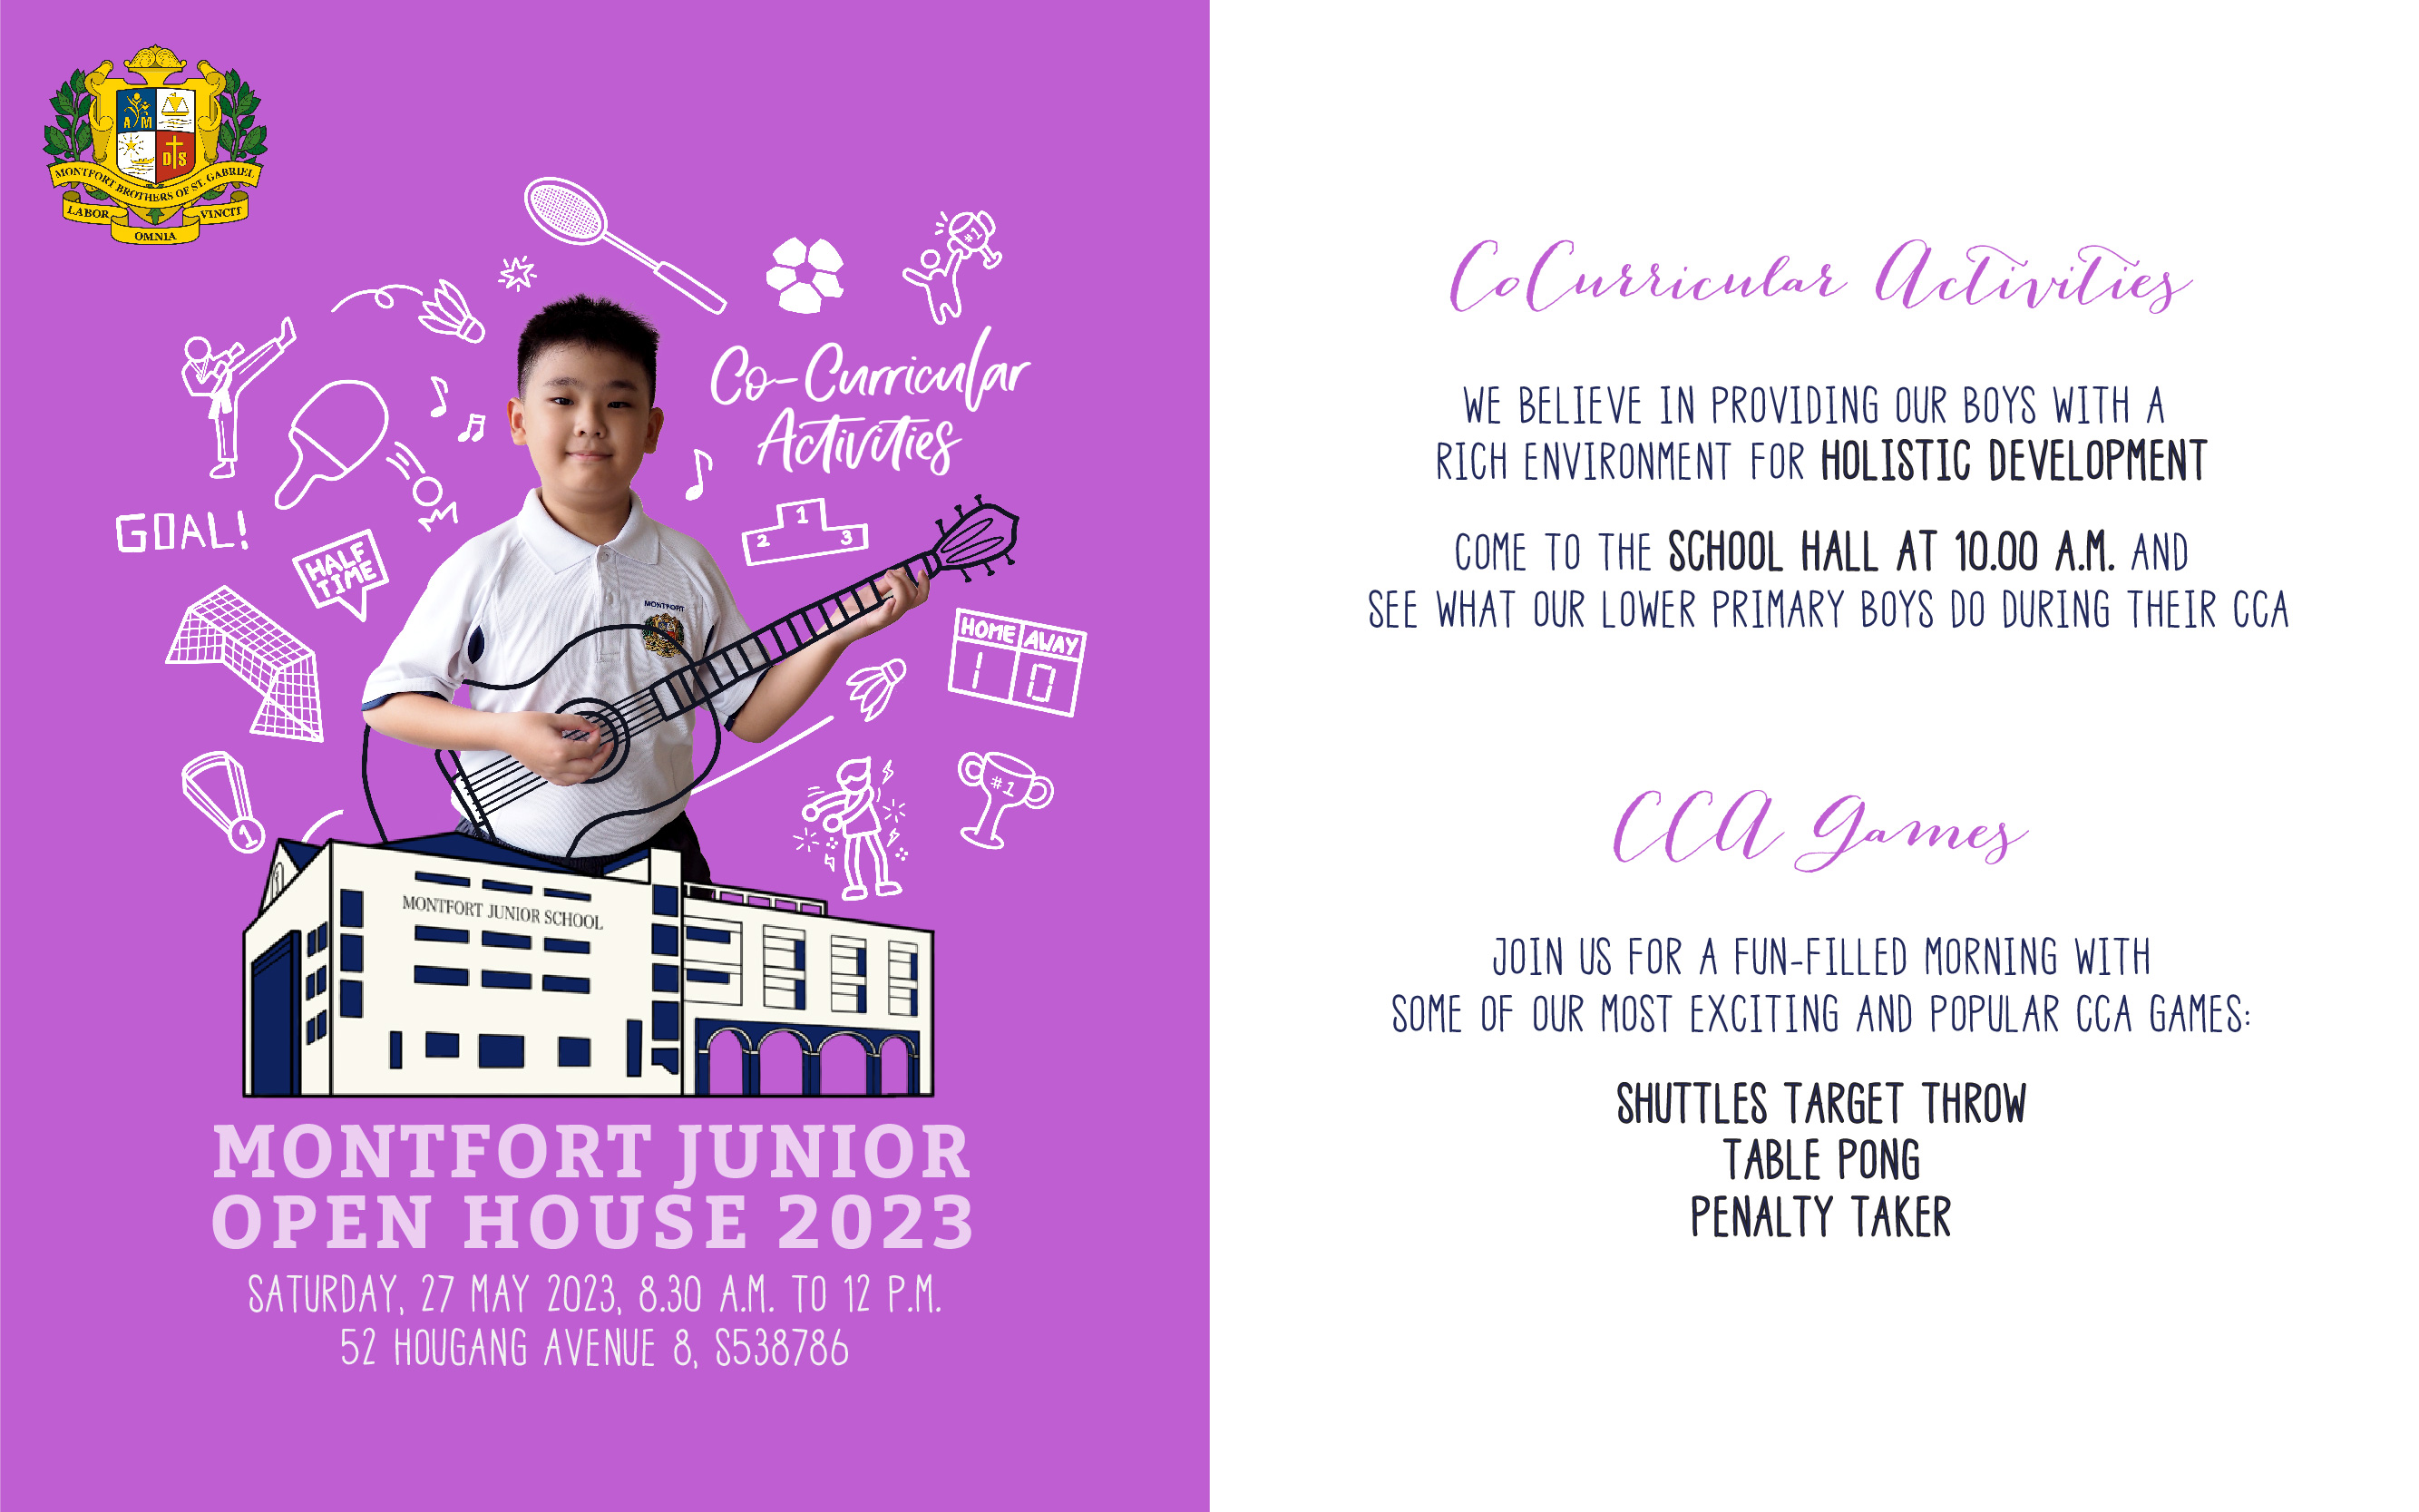 A M
D S
MONTFORT BROTHERS OF ST. GABRIEL
LABOR OMNIA VINCIT
#1
Co-Curricular
Activities
GOAL!
HALF
TIME
1
2 3
MONTFORT
HOME AWAY
1 0
#1
1
MONTFORT JUNIOR SCHOOL
MONTFORT JUNIOR
OPEN HOUSE 2023
SATURDAY, 27 MAY 2023, 8.30 A.M. TO 12 P.M.
52 HOUGANG AVENUE 8, S538786
CoCurricular Activities
WE BELIEVE IN PROVIDING OUR BOYS WITH A
RICH ENVIRONMENT FOR HOLISTIC DEVELOPMENT
COME TO THE SCHOOL HALL AT 10.00 A.M. AND
SEE WHAT OUR LOWER PRIMARY BOYS DO DURING THEIR CCA
CCA Games
JOIN US FOR A FUN-FILLED MORNING WITH
SOME OF OUR MOST EXCITING AND POPULAR CCA GAMES:
SHUTTLES TARGET THROW
TABLE PONG
PENALTY TAKER